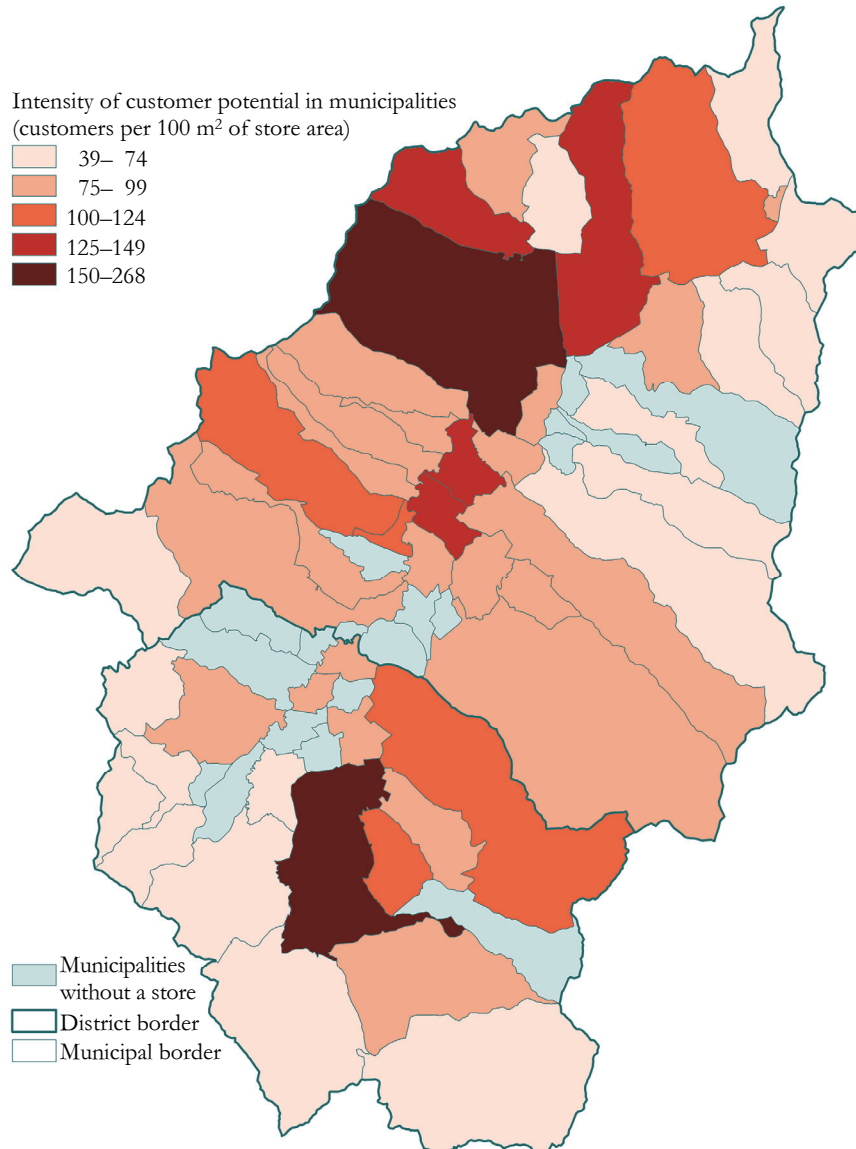 Intensity of customer potential in municipalities
(customers per 100 m² of store area)
39– 74
75– 99
100–124
125–149
150–268
Municipalities
without a store
District border
Municipal border